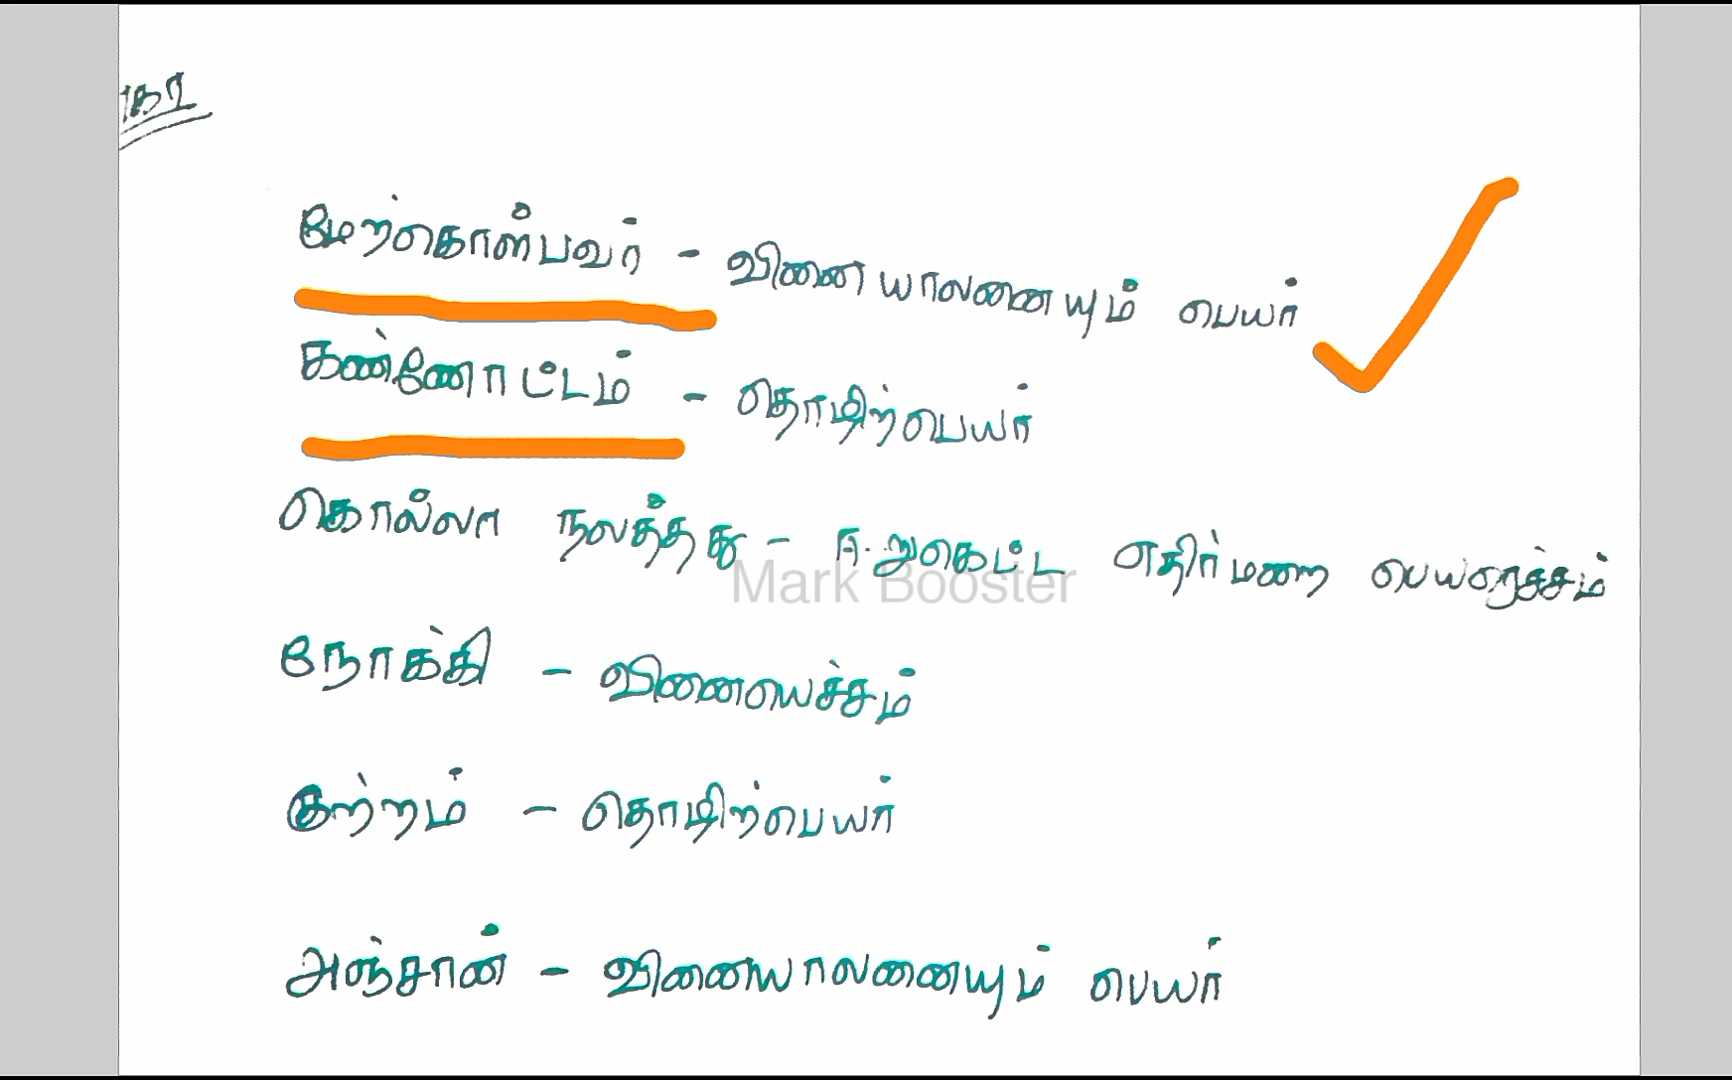 மேற்கொள்பவர் - வினையாலணையும் பெயர்
கண்ணோட்டம் - தொழிற்பெயர்
கொல்லா நலத்தது - ஈறுகெட்ட எதிர்மறை பெயரெச்சம்
Mark Booster
நோக்கி - வினையெச்சம்
குற்றம் - தொழிற்பெயர்
அஞ்சான் - வினையாலணையும் பெயர்